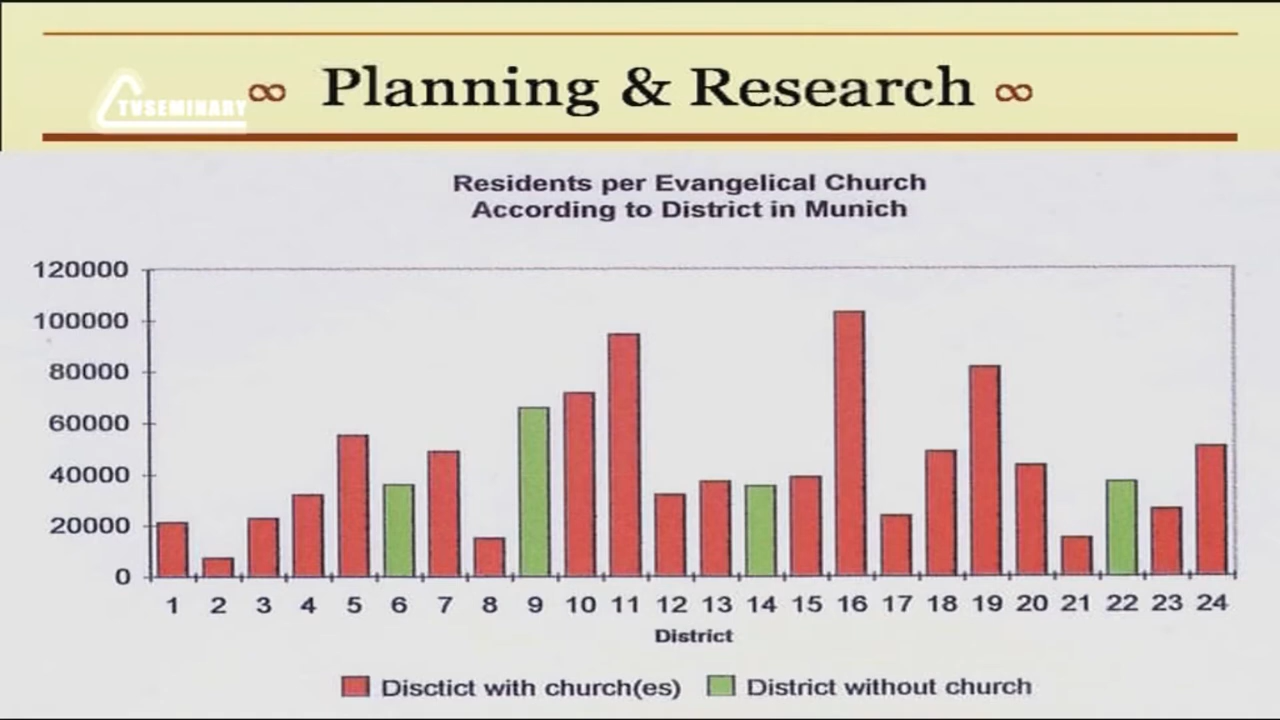 TVSEMINARY
∞ Planning & Research ∞
Residents per Evangelical Church
According to District in Munich
120000
100000
80000
60000
40000
20000
0
1 2 3 4 5 6 7 8 9 10 11 12 13 14 15 16 17 18 19 20 21 22 23 24
District
Disctict with church(es) District without church